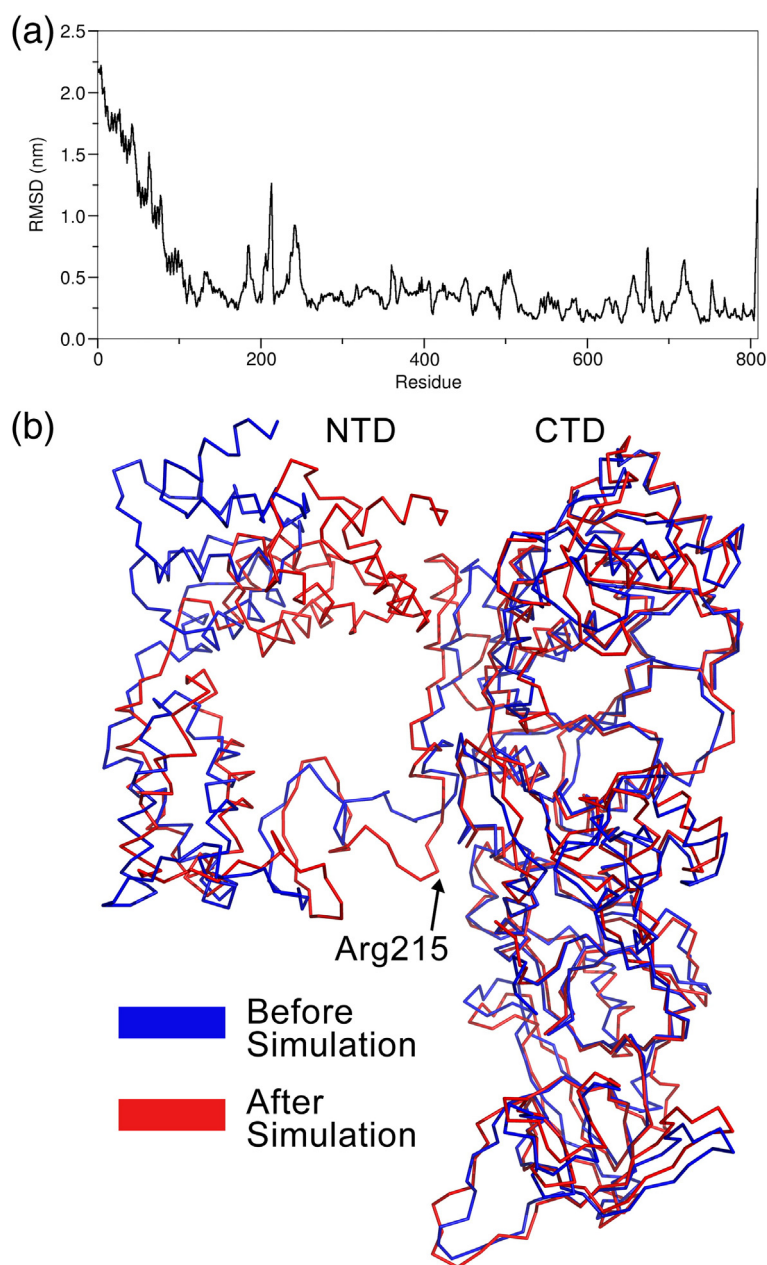 (a)
2.5
2.0
1.5
1.0
0.5
0.0
RMSD (nm)
0 200 400 600 800
Residue
(b)
NTD CTD
Arg215
Before
Simulation
After
Simulation